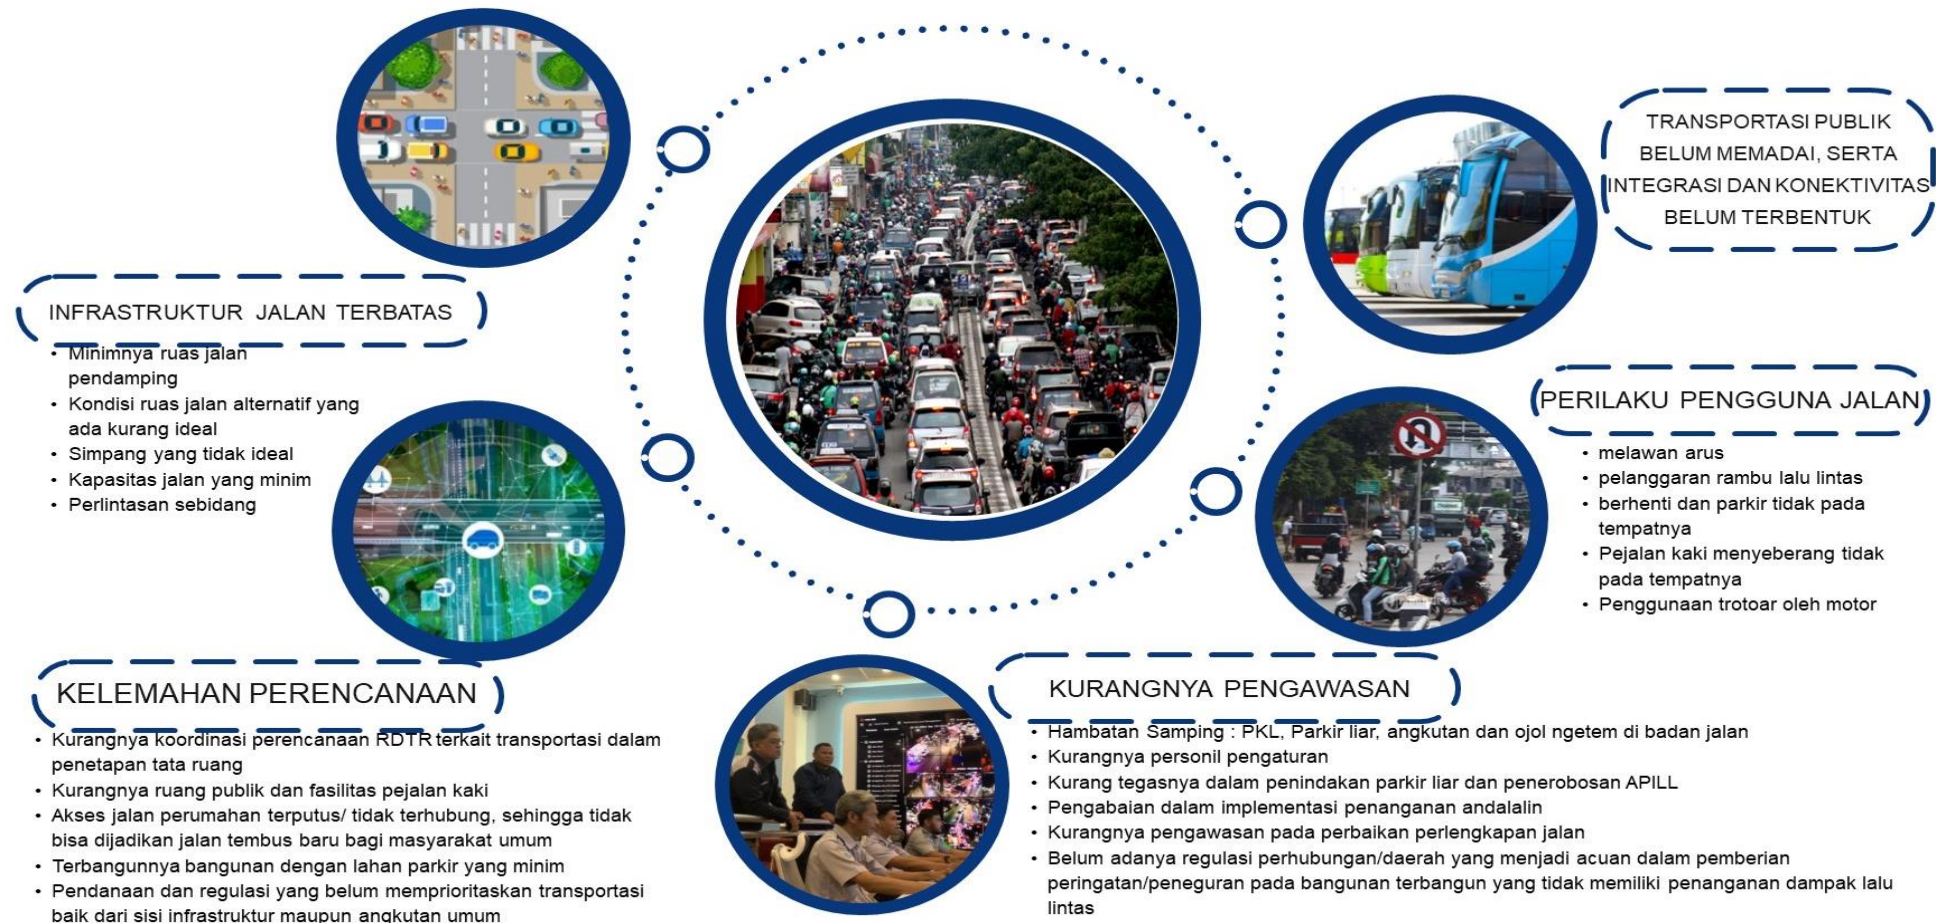 INFRASTRUKTUR JALAN TERBATAS
• Minimnya ruas jalan
pendamping
• Kondisi ruas jalan alternatif yang
ada kurang ideal
• Simpang yang tidak ideal
• Kapasitas jalan yang minim
• Perlintasan sebidang
TRANSPORTASI PUBLIK
BELUM MEMADAI, SERTA
INTEGRASI DAN KONEKTIVITAS
BELUM TERBENTUK
PERILAKU PENGGUNA JALAN
• melawan arus
• pelanggaran rambu lalu lintas
• berhenti dan parkir tidak pada
tempatnya
• Pejalan kaki menyeberang tidak
pada tempatnya
• Penggunaan trotoar oleh motor
KELEMAHAN PERENCANAAN
• Kurangnya koordinasi perencanaan RDTR terkait transportasi dalam
penetapan tata ruang
• Kurangnya ruang publik dan fasilitas pejalan kaki
• Akses jalan perumahan terputus/ tidak terhubung, sehingga tidak
bisa dijadikan jalan tembus baru bagi masyarakat umum
• Terbangunnya bangunan dengan lahan parkir yang minim
• Pendanaan dan regulasi yang belum memprioritaskan transportasi
baik dari sisi infrastruktur maupun angkutan umum
KURANGNYA PENGAWASAN
• Hambatan Samping : PKL, Parkir liar, angkutan dan ojol ngetem di badan jalan
• Kurangnya personil pengaturan
• Kurang tegasnya dalam penindakan parkir liar dan penerobosan APILL
• Pengabaian dalam implementasi penanganan andalalin
• Kurangnya pengawasan pada perbaikan perlengkapan jalan
• Belum adanya regulasi perhubungan/daerah yang menjadi acuan dalam pemberian
peringatan/peneguran pada bangunan terbangun yang tidak memiliki penanganan dampak lalu
lintas